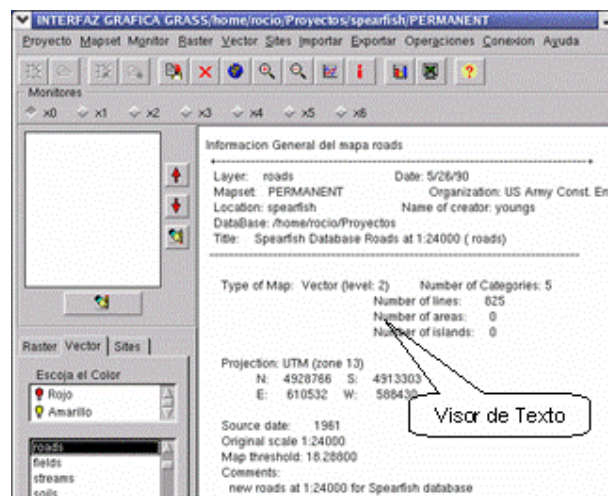 INTERFAZ GRAFICA GRASS/home/rocio/Proyectos/spearfish/PERMANENT
Proyecto Mapset Monitor Raster Vector Sites Importar Exportar Operaciones Conexion Ayuda
Monitores
x0 x1 x2 x3 x4 x5 x6
Informacion General del mapa roads
Layer: roads Date: 5/26/90
Mapset: PERMANENT Organization: US Army Const. En
Location: spearfish Name of creator: youngs
DataBase: /home/rocio/Proyectos
Title: Spearfish Database Roads at 1:24000 ( roads)
Type of Map: Vector (level: 2) Number of Categories: 5
Number of lines: 825
Number of areas: 0
Number of islands: 0
Raster Vector Sites
Escoja el Color
Rojo
Amarillo
roads
fields
streams
soils
Projection: UTM (zone 13)
N: 4928766 S: 4913303
E: 610532 W: 588430
Visor de Texto
Source date: 1961
Original scale 1:24000
Map threshold: 18.28800
Comments:
new roads at 1:24000 for Spearfish database